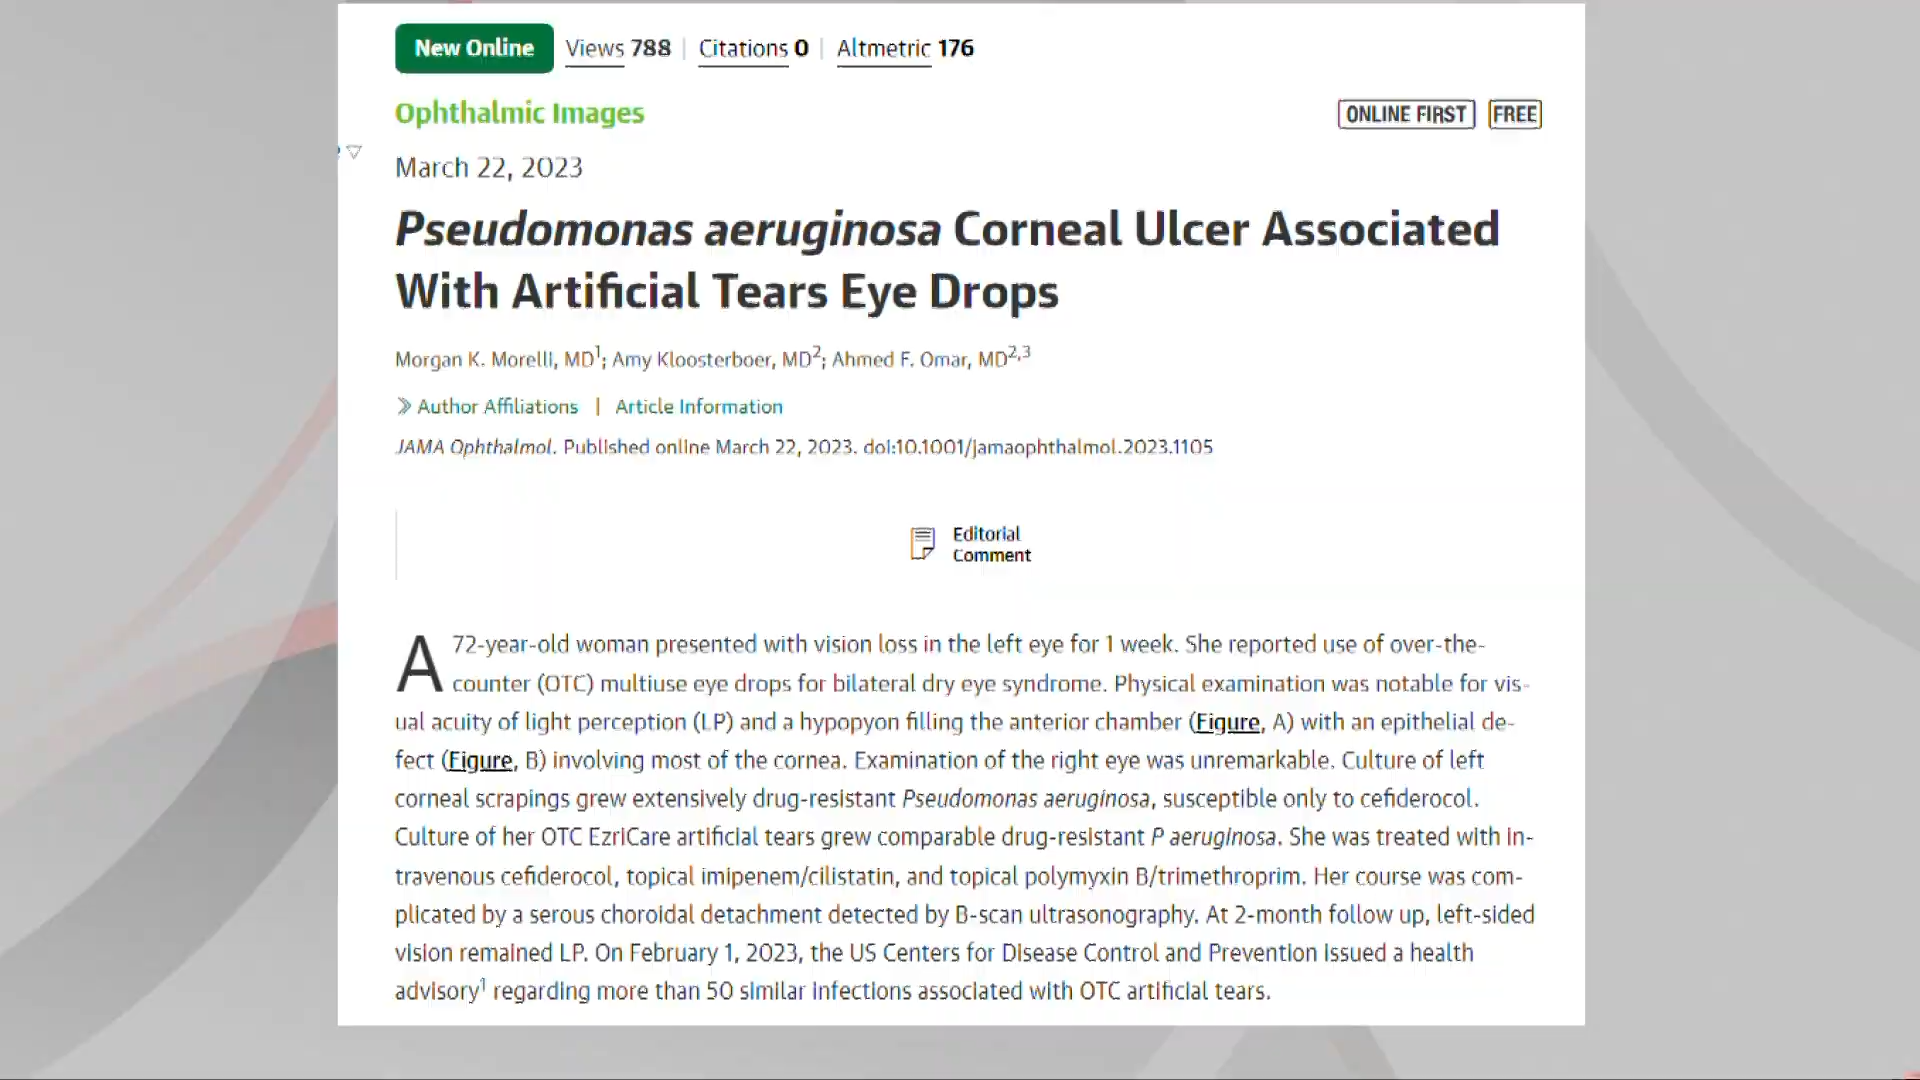 New Online Views 788 | Citations 0 | Altmetric 176
Ophthalmic Images
ONLINE FIRST FREE
March 22, 2023
Pseudomonas aeruginosa Corneal Ulcer Associated
With Artificial Tears Eye Drops
Morgan K. Morelli, MD1; Amy Kloosterboer, MD2; Ahmed F. Omar, MD2,3
Author Affiliations | Article Information
JAMA Ophthalmol. Published online March 22, 2023. doi:10.1001/jamaophthalmol.2023.1105
Editorial
Comment
A 72-year-old woman presented with vision loss in the left eye for 1 week. She reported use of over-the-
counter (OTC) multiuse eye drops for bilateral dry eye syndrome. Physical examination was notable for vis-
ual acuity of light perception (LP) and a hypopyon filling the anterior chamber (Figure, A) with an epithelial de-
fect (Figure, B) involving most of the cornea. Examination of the right eye was unremarkable. Culture of left
corneal scrapings grew extensively drug-resistant Pseudomonas aeruginosa, susceptible only to cefiderocol.
Culture of her OTC EzriCare artificial tears grew comparable drug-resistant P aeruginosa. She was treated with in-
travenous cefiderocol, topical imipenem/cilistatin, and topical polymyxin B/trimethroprim. Her course was com-
plicated by a serous choroidal detachment detected by B-scan ultrasonography. At 2-month follow up, left-sided
vision remained LP. On February 1, 2023, the US Centers for Disease Control and Prevention issued a health
advisory1 regarding more than 50 similar infections associated with OTC artificial tears.